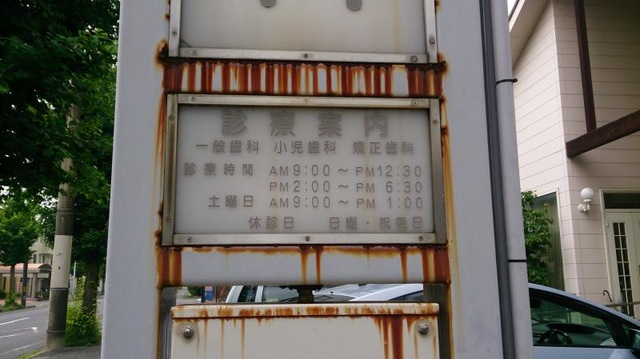 診療案内
一般歯科 小児歯科 矯正歯科
診療時間 AM9:00～PM12:30
PM2:00～PM6:30
土曜日 AM9:00～PM1:00
休診日 日曜・祝祭日